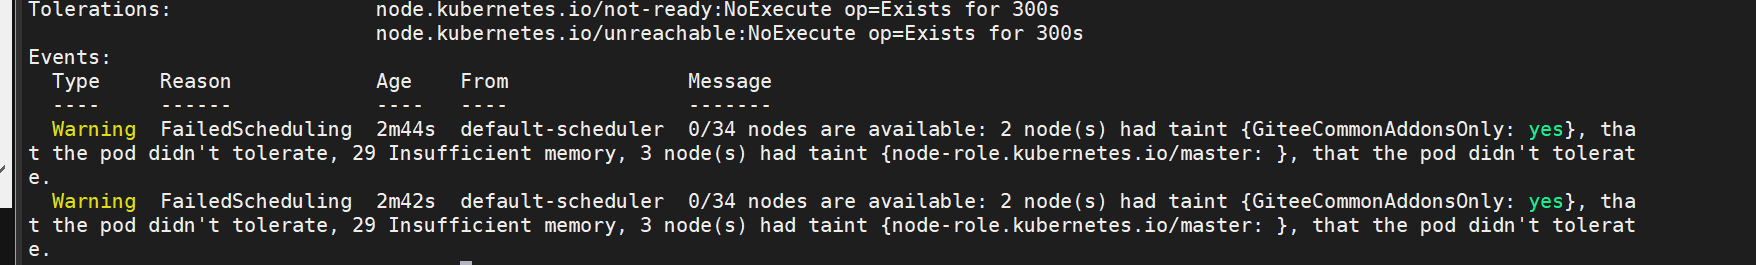 Tolerations:                 node.kubernetes.io/not-ready:NoExecute op=Exists for 300s
                             node.kubernetes.io/unreachable:NoExecute op=Exists for 300s
Events:
  Type     Reason            Age    From               Message
  ----     ------            ----   ----               -------
  Warning  FailedScheduling  2m44s  default-scheduler  0/34 nodes are available: 2 node(s) had taint {GiteeCommonAddonsOnly: yes}, tha
t the pod didn't tolerate, 29 Insufficient memory, 3 node(s) had taint {node-role.kubernetes.io/master: }, that the pod didn't tolerat
e.
  Warning  FailedScheduling  2m42s  default-scheduler  0/34 nodes are available: 2 node(s) had taint {GiteeCommonAddonsOnly: yes}, tha
t the pod didn't tolerate, 29 Insufficient memory, 3 node(s) had taint {node-role.kubernetes.io/master: }, that the pod didn't tolerat
e.